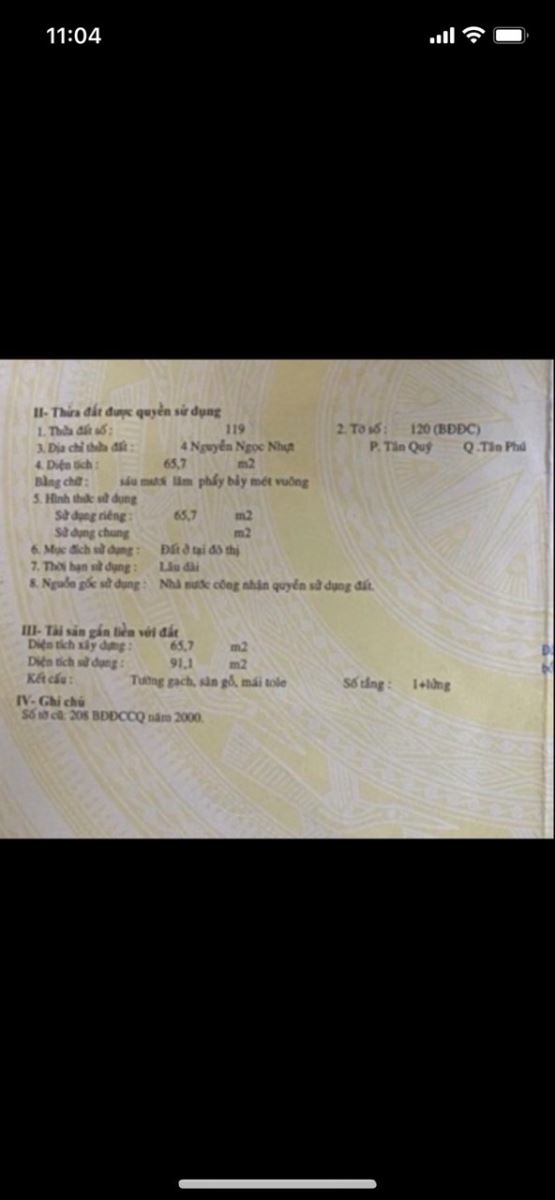 11:04
II- Thửa đất được quyền sử dụng
1. Thửa đất số : 119 2. Tờ số : 120 (BĐĐC)
3. Địa chỉ thửa đất : 4 Nguyễn Ngọc Nhựt P. Tân Quý Q .Tân Phú
4. Diện tích : 65,7 m2
Bằng chữ : sáu mươi lăm phẩy bảy mét vuông
5. Hình thức sử dụng
Sử dụng riêng : 65,7 m2
Sử dụng chung m2
6. Mục đích sử dụng : Đất ở tại đô thị
7. Thời hạn sử dụng : Lâu dài
8. Nguồn gốc sử dụng : Nhà nước công nhận quyền sử dụng đất.
III- Tài sản gắn liền với đất
Diện tích xây dựng : 65,7 m2
Diện tích sử dụng : 91,1 m2
Kết cấu : Tường gạch, sàn gỗ, mái tole Số tầng : 1+lửng
IV- Ghi chú
Số tờ cũ: 208 BĐĐCCQ năm 2000.